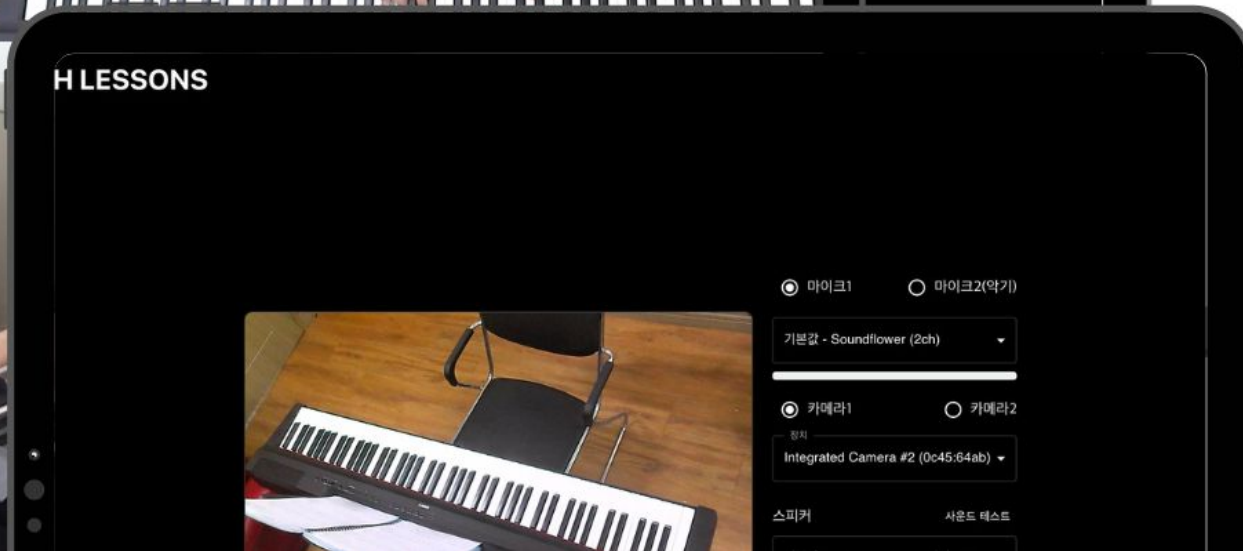 H LESSONS
마이크1 마이크2(악기)
기본값 - Soundflower (2ch)
카메라1 카메라2
장치
Integrated Camera #2 (0c45:64ab)
스피커 사운드 테스트